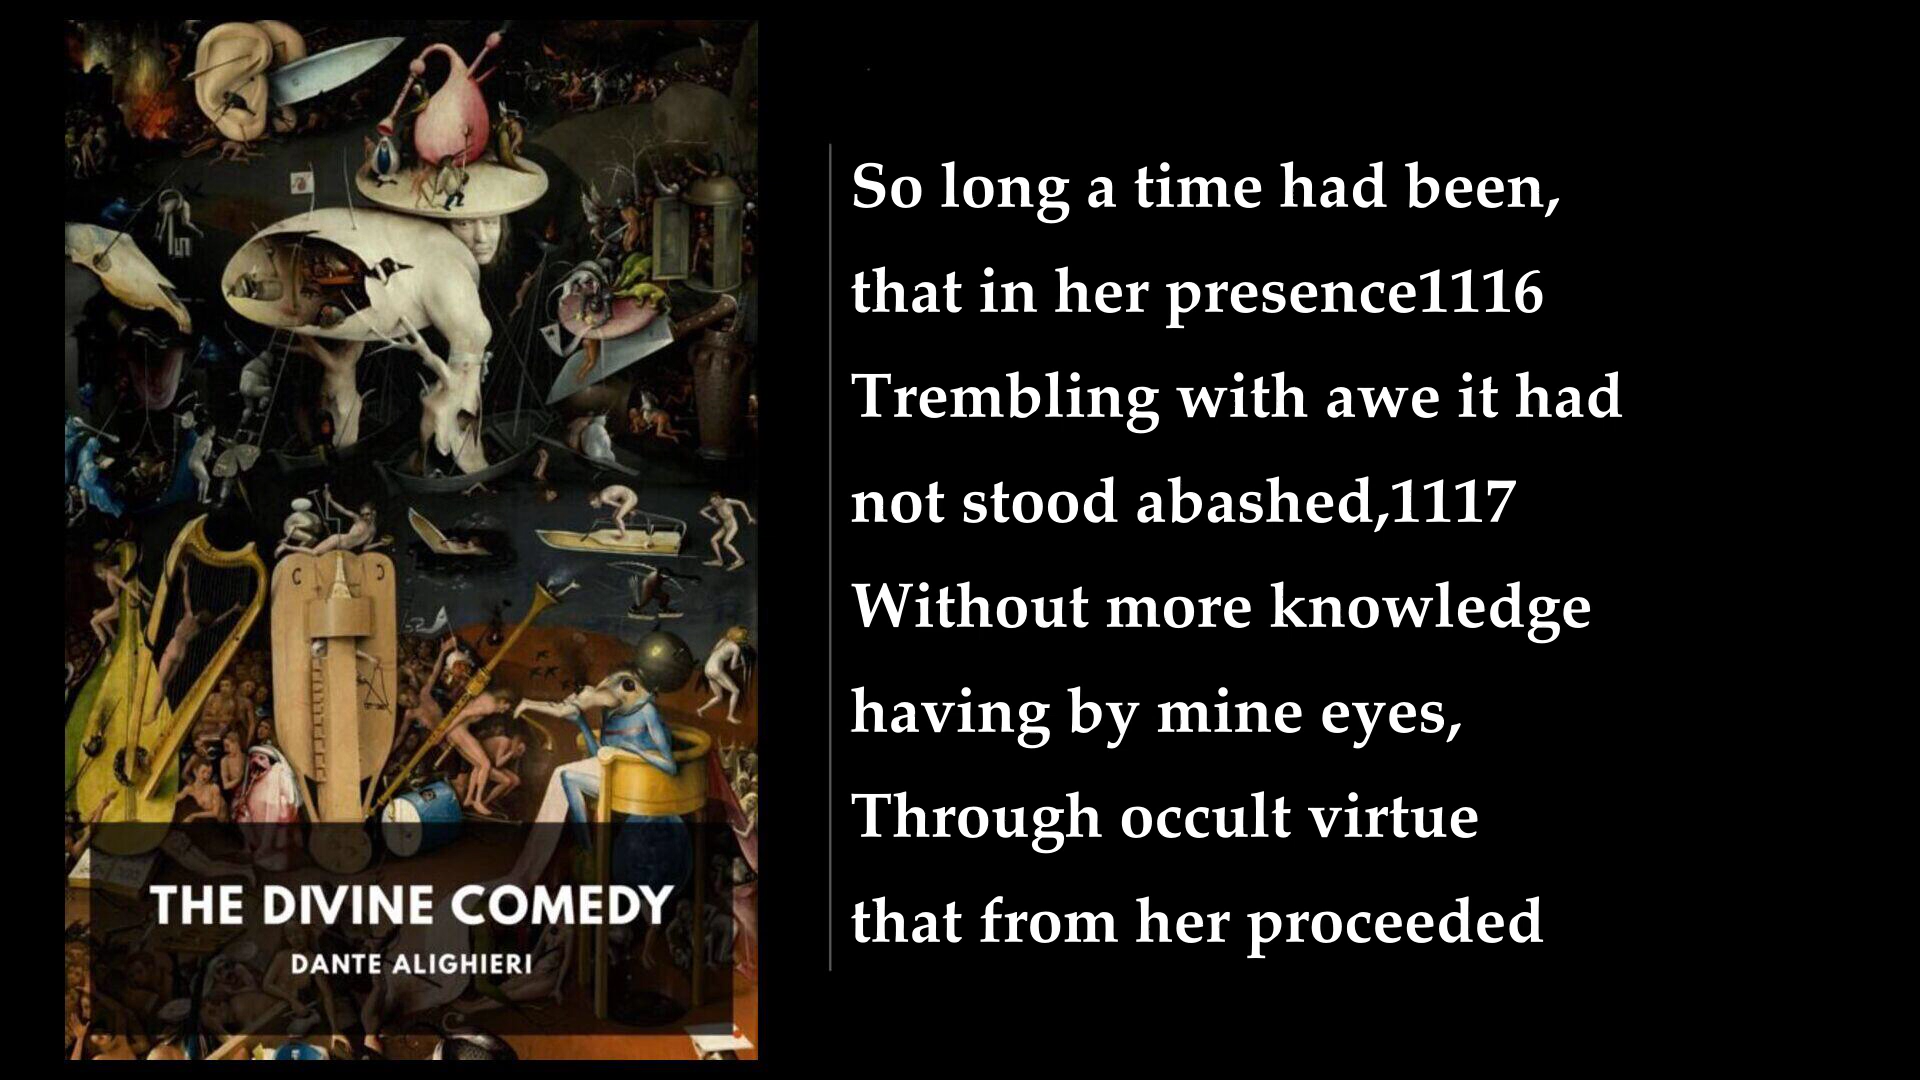 THE DIVINE COMEDY
DANTE ALIGHIERI
So long a time had been,
that in her presence1116
Trembling with awe it had
not stood abashed,1117
Without more knowledge
having by mine eyes,
Through occult virtue
that from her proceeded